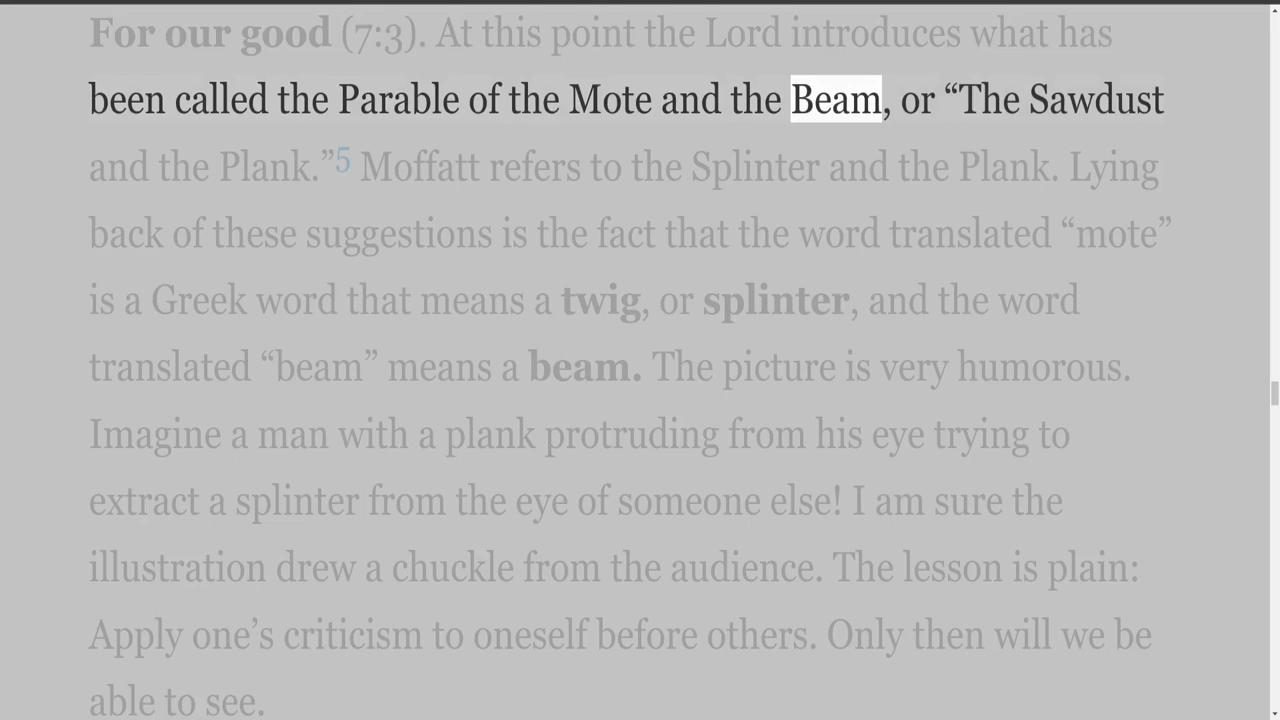 For our good (7:3). At this point the Lord introduces what has
been called the Parable of the Mote and the Beam, or “The Sawdust
and the Plank.”5 Moffatt refers to the Splinter and the Plank. Lying
back of these suggestions is the fact that the word translated “mote”
is a Greek word that means a twig, or splinter, and the word
translated “beam” means a beam. The picture is very humorous.
Imagine a man with a plank protruding from his eye trying to
extract a splinter from the eye of someone else! I am sure the
illustration drew a chuckle from the audience. The lesson is plain:
Apply one’s criticism to oneself before others. Only then will we be
able to see.